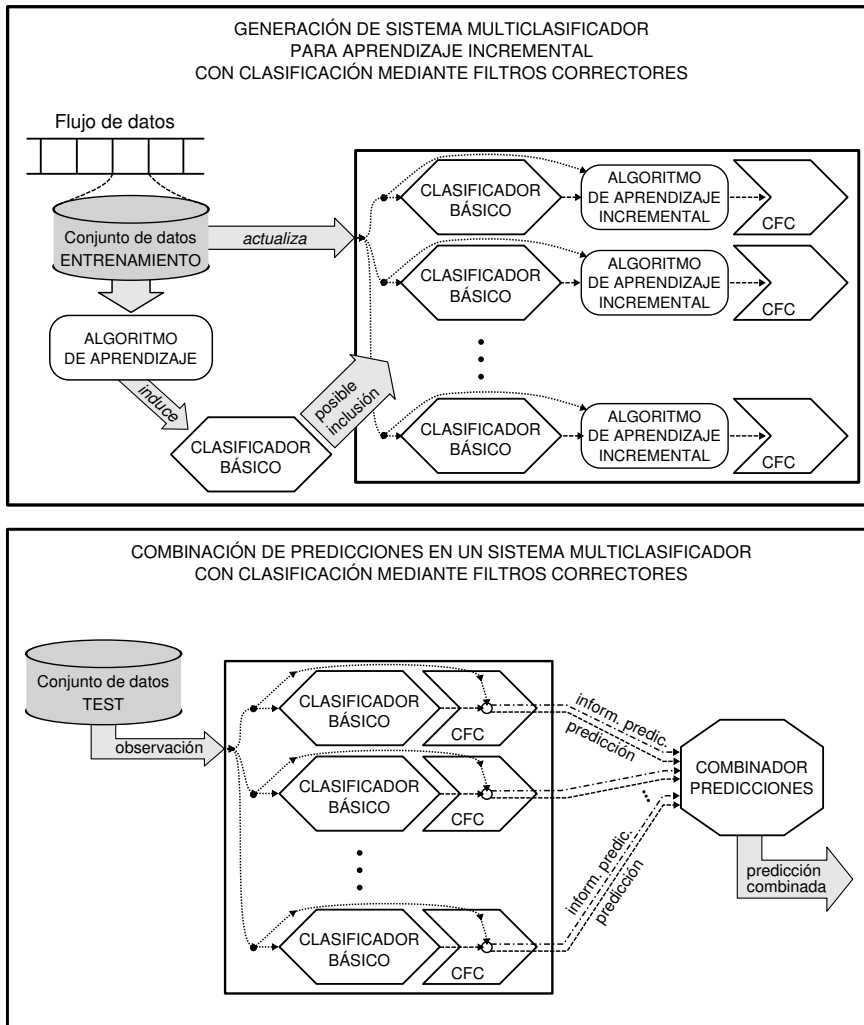 GENERACIÓN DE SISTEMA MULTICLASIFICADOR
PARA APRENDIZAJE INCREMENTAL
CON CLASIFICACIÓN MEDIANTE FILTROS CORRECTORES
Flujo de datos
Conjunto de datos
ENTRENAMIENTO
actualiza
ALGORITMO
DE APRENDIZAJE
induce
CLASIFICADOR
BÁSICO
posible
inclusión
CLASIFICADOR
BÁSICO
ALGORITMO
DE APRENDIZAJE
INCREMENTAL
CFC
CLASIFICADOR
BÁSICO
ALGORITMO
DE APRENDIZAJE
INCREMENTAL
CFC
CLASIFICADOR
BÁSICO
ALGORITMO
DE APRENDIZAJE
INCREMENTAL
CFC
COMBINACIÓN DE PREDICCIONES EN UN SISTEMA MULTICLASIFICADOR
CON CLASIFICACIÓN MEDIANTE FILTROS CORRECTORES
Conjunto de datos
TEST
observación
CLASIFICADOR
BÁSICO
CFC
CLASIFICADOR
BÁSICO
CFC
CLASIFICADOR
BÁSICO
CFC
inform. predic.
predicción
inform. predic.
predicción
COMBINADOR
PREDICCIONES
predicción
combinada